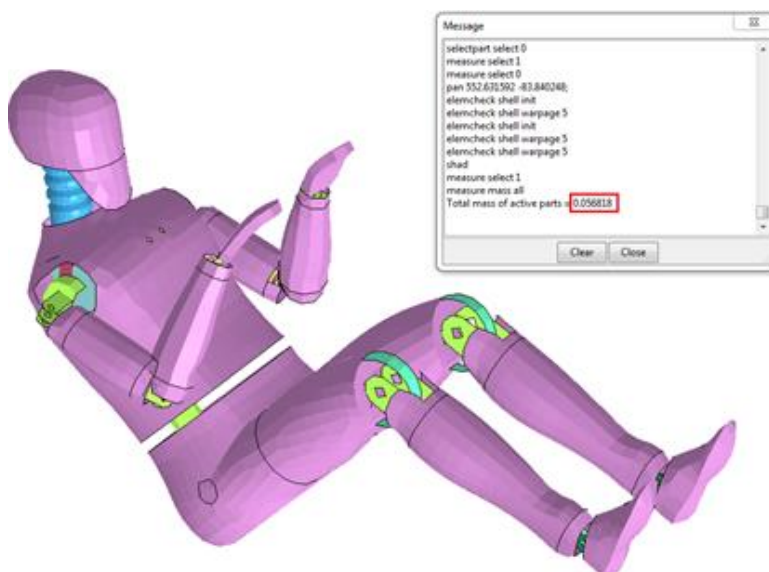 Message
selectpart select 0
measure select 1
measure select 0
pan 552.631592 -83.840248;
elemcheck shell init
elemcheck shell warpage 5
elemcheck shell init
elemcheck shell warpage 5
elemcheck shell warpage 5
shad
measure select 1
measure mass all
Total mass of active parts = 0.056818
Clear Close